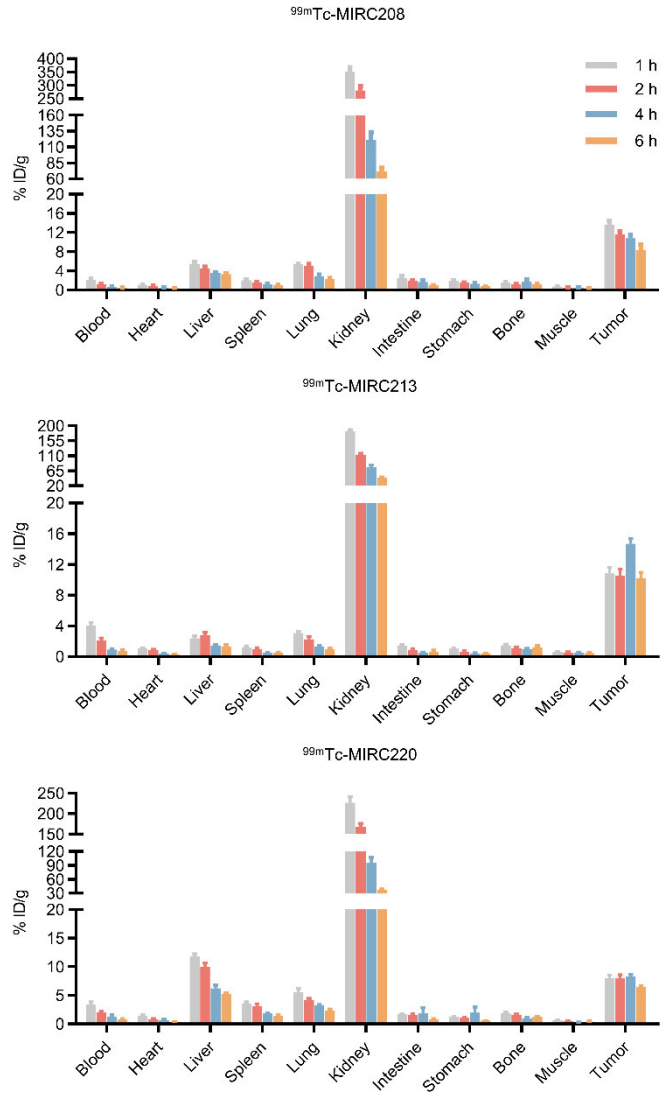 99mTc-MIRC208
% ID/g
400
350
300
250
160
135
110
85
60
20
16
12
8
4
0
1 h
2 h
4 h
6 h
Blood
Heart
Liver
Spleen
Lung
Kidney
Intestine
Stomach
Bone
Muscle
Tumor
99mTc-MIRC213
% ID/g
200
155
110
65
20
20
16
12
8
4
0
Blood
Heart
Liver
Spleen
Lung
Kidney
Intestine
Stomach
Bone
Muscle
Tumor
99mTc-MIRC220
% ID/g
250
200
150
120
90
60
30
20
15
10
5
0
Blood
Heart
Liver
Spleen
Lung
Kidney
Intestine
Stomach
Bone
Muscle
Tumor